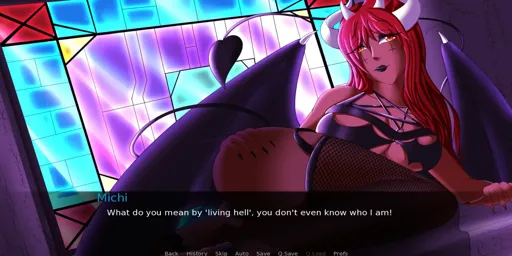 Michi
What do you mean by 'living hell', you don't even know who I am!
Back History Skip Auto Save Q.Save Q.Load Prefs